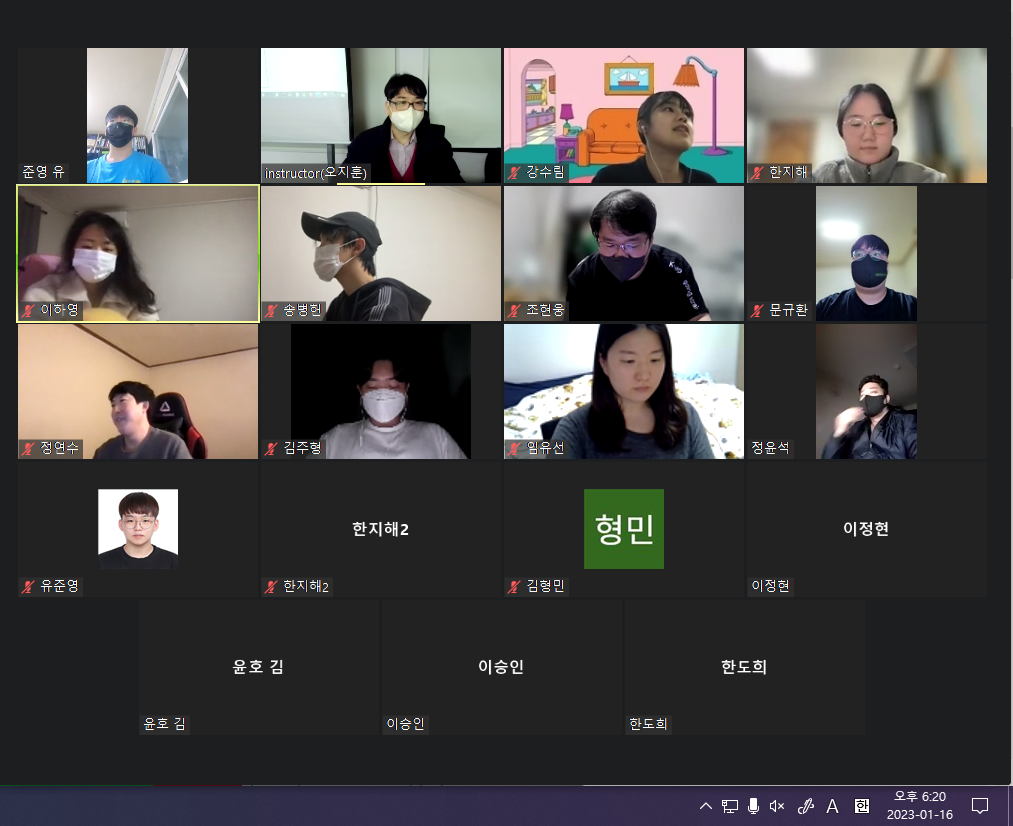 준영 유
instructor(오지훈)
강수림
한지해
이하영
송병헌
조현웅
문규환
정연수
김주형
임유선
정윤석
유준영
한지해2
한지해2
형민
김형민
이정현
이정현
윤호 김
윤호 김
이승인
이승인
한도희
한도희
A
한
오후 6:20
2023-01-16